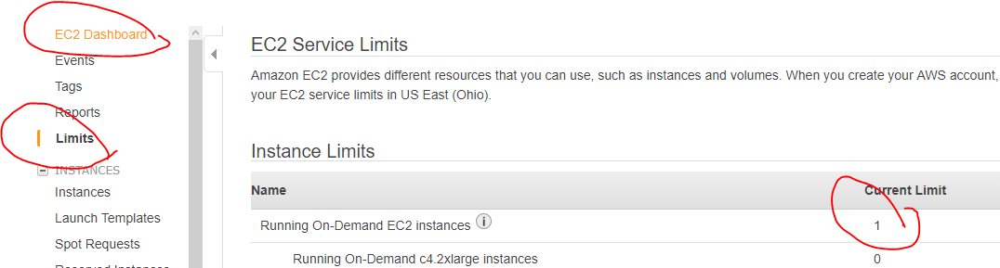 EC2 Dashboard
Events
Tags
Reports
Limits
INSTANCES
Instances
Launch Templates
Spot Requests
Reserved Instances
EC2 Service Limits
Amazon EC2 provides different resources that you can use, such as instances and volumes. When you create your AWS account,
your EC2 service limits in US East (Ohio).
Instance Limits
Name Current Limit
Running On-Demand EC2 instances i 1
Running On-Demand c4.2xlarge instances 0